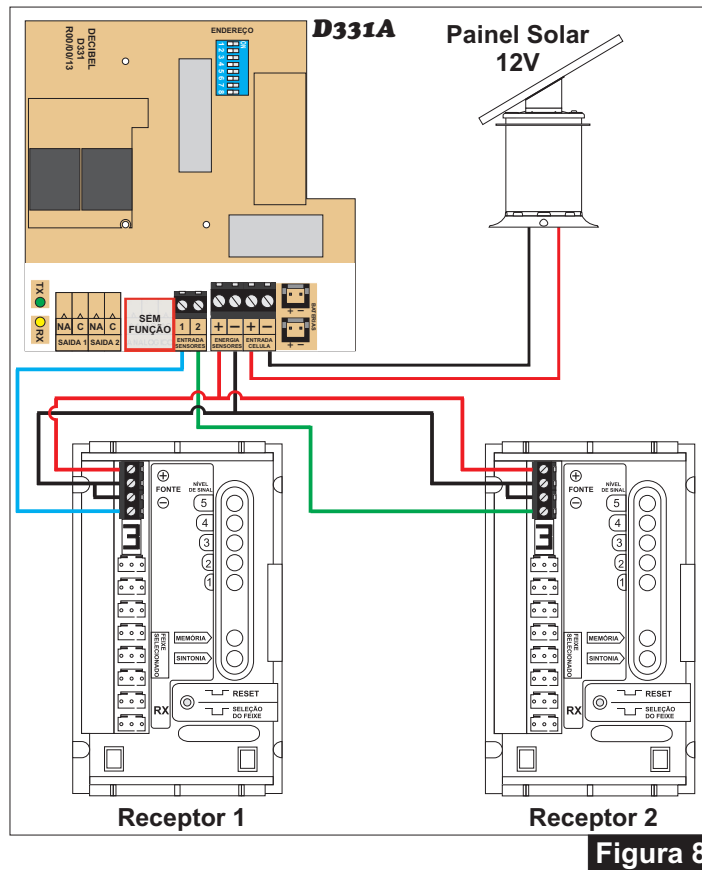 D331A
DECIBEL
D331
R00/00/13
ENDEREÇO
ON
1 2 3 4 5 6 7 8
Painel Solar
12V
TX
RX
NA C NA C
SAIDA 1 SAIDA 2
SEM
FUNÇÃO
1 2
ENTRADA
SENSORES
+ − + −
ENERGIA
SENSORES
ENTRADA
CELULA
+ −
+ −
BATERIAS
FONTE
NÍVEL
DE SINAL
5
4
3
2
1
3
MEMÓRIA
SINTONIA
FEIXE
SELECIONADO
RX
RESET
SELEÇÃO
DO FEIXE
Receptor 1
FONTE
NÍVEL
DE SINAL
5
4
3
2
1
3
MEMÓRIA
SINTONIA
FEIXE
SELECIONADO
RX
RESET
SELEÇÃO
DO FEIXE
Receptor 2
Figura 8